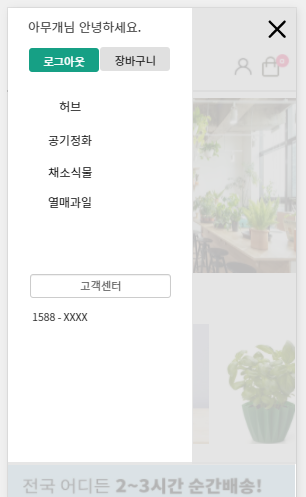 아무개님 안녕하세요.
로그아웃 장바구니
허브
공기정화
채소식물
열매과일
고객센터
1588 - XXXX
전국 어디든 2~3시간 순간배송!